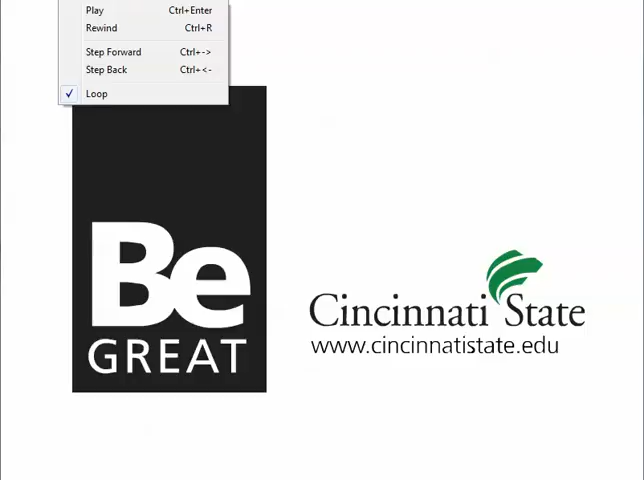 Play Ctrl+Enter
Rewind Ctrl+R
Step Forward Ctrl+->
Step Back Ctrl+<-
Loop
Be
GREAT
Cincinnati State
www.cincinnatistate.edu